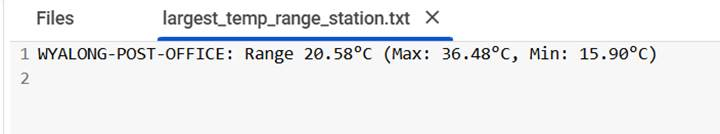 Files largest_temp_range_station.txt ×
1 WYALONG-POST-OFFICE: Range 20.58°C (Max: 36.48°C, Min: 15.90°C)
2